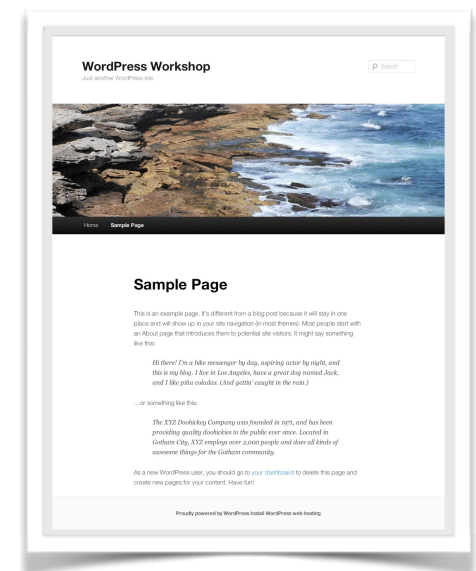 WordPress Workshop
Just another WordPress site
Search
Home Sample Page
Sample Page
This is an example page. It's different from a blog post because it will stay in one
place and will show up in your site navigation (in most themes). Most people start with
an About page that introduces them to potential site visitors. It might say something
like this:
Hi there! I'm a bike messenger by day, aspiring actor by night, and
this is my blog. I live in Los Angeles, have a great dog named Jack,
and I like piña coladas. (And gettin' caught in the rain.)
...or something like this:
The XYZ Doohickey Company was founded in 1971, and has been
providing quality doohickies to the public ever since. Located in
Gotham City, XYZ employs over 2,000 people and does all kinds of
awesome things for the Gotham community.
As a new WordPress user, you should go to your dashboard to delete this page and
create new pages for your content. Have fun!
Proudly powered by WordPress Install WordPress web hosting